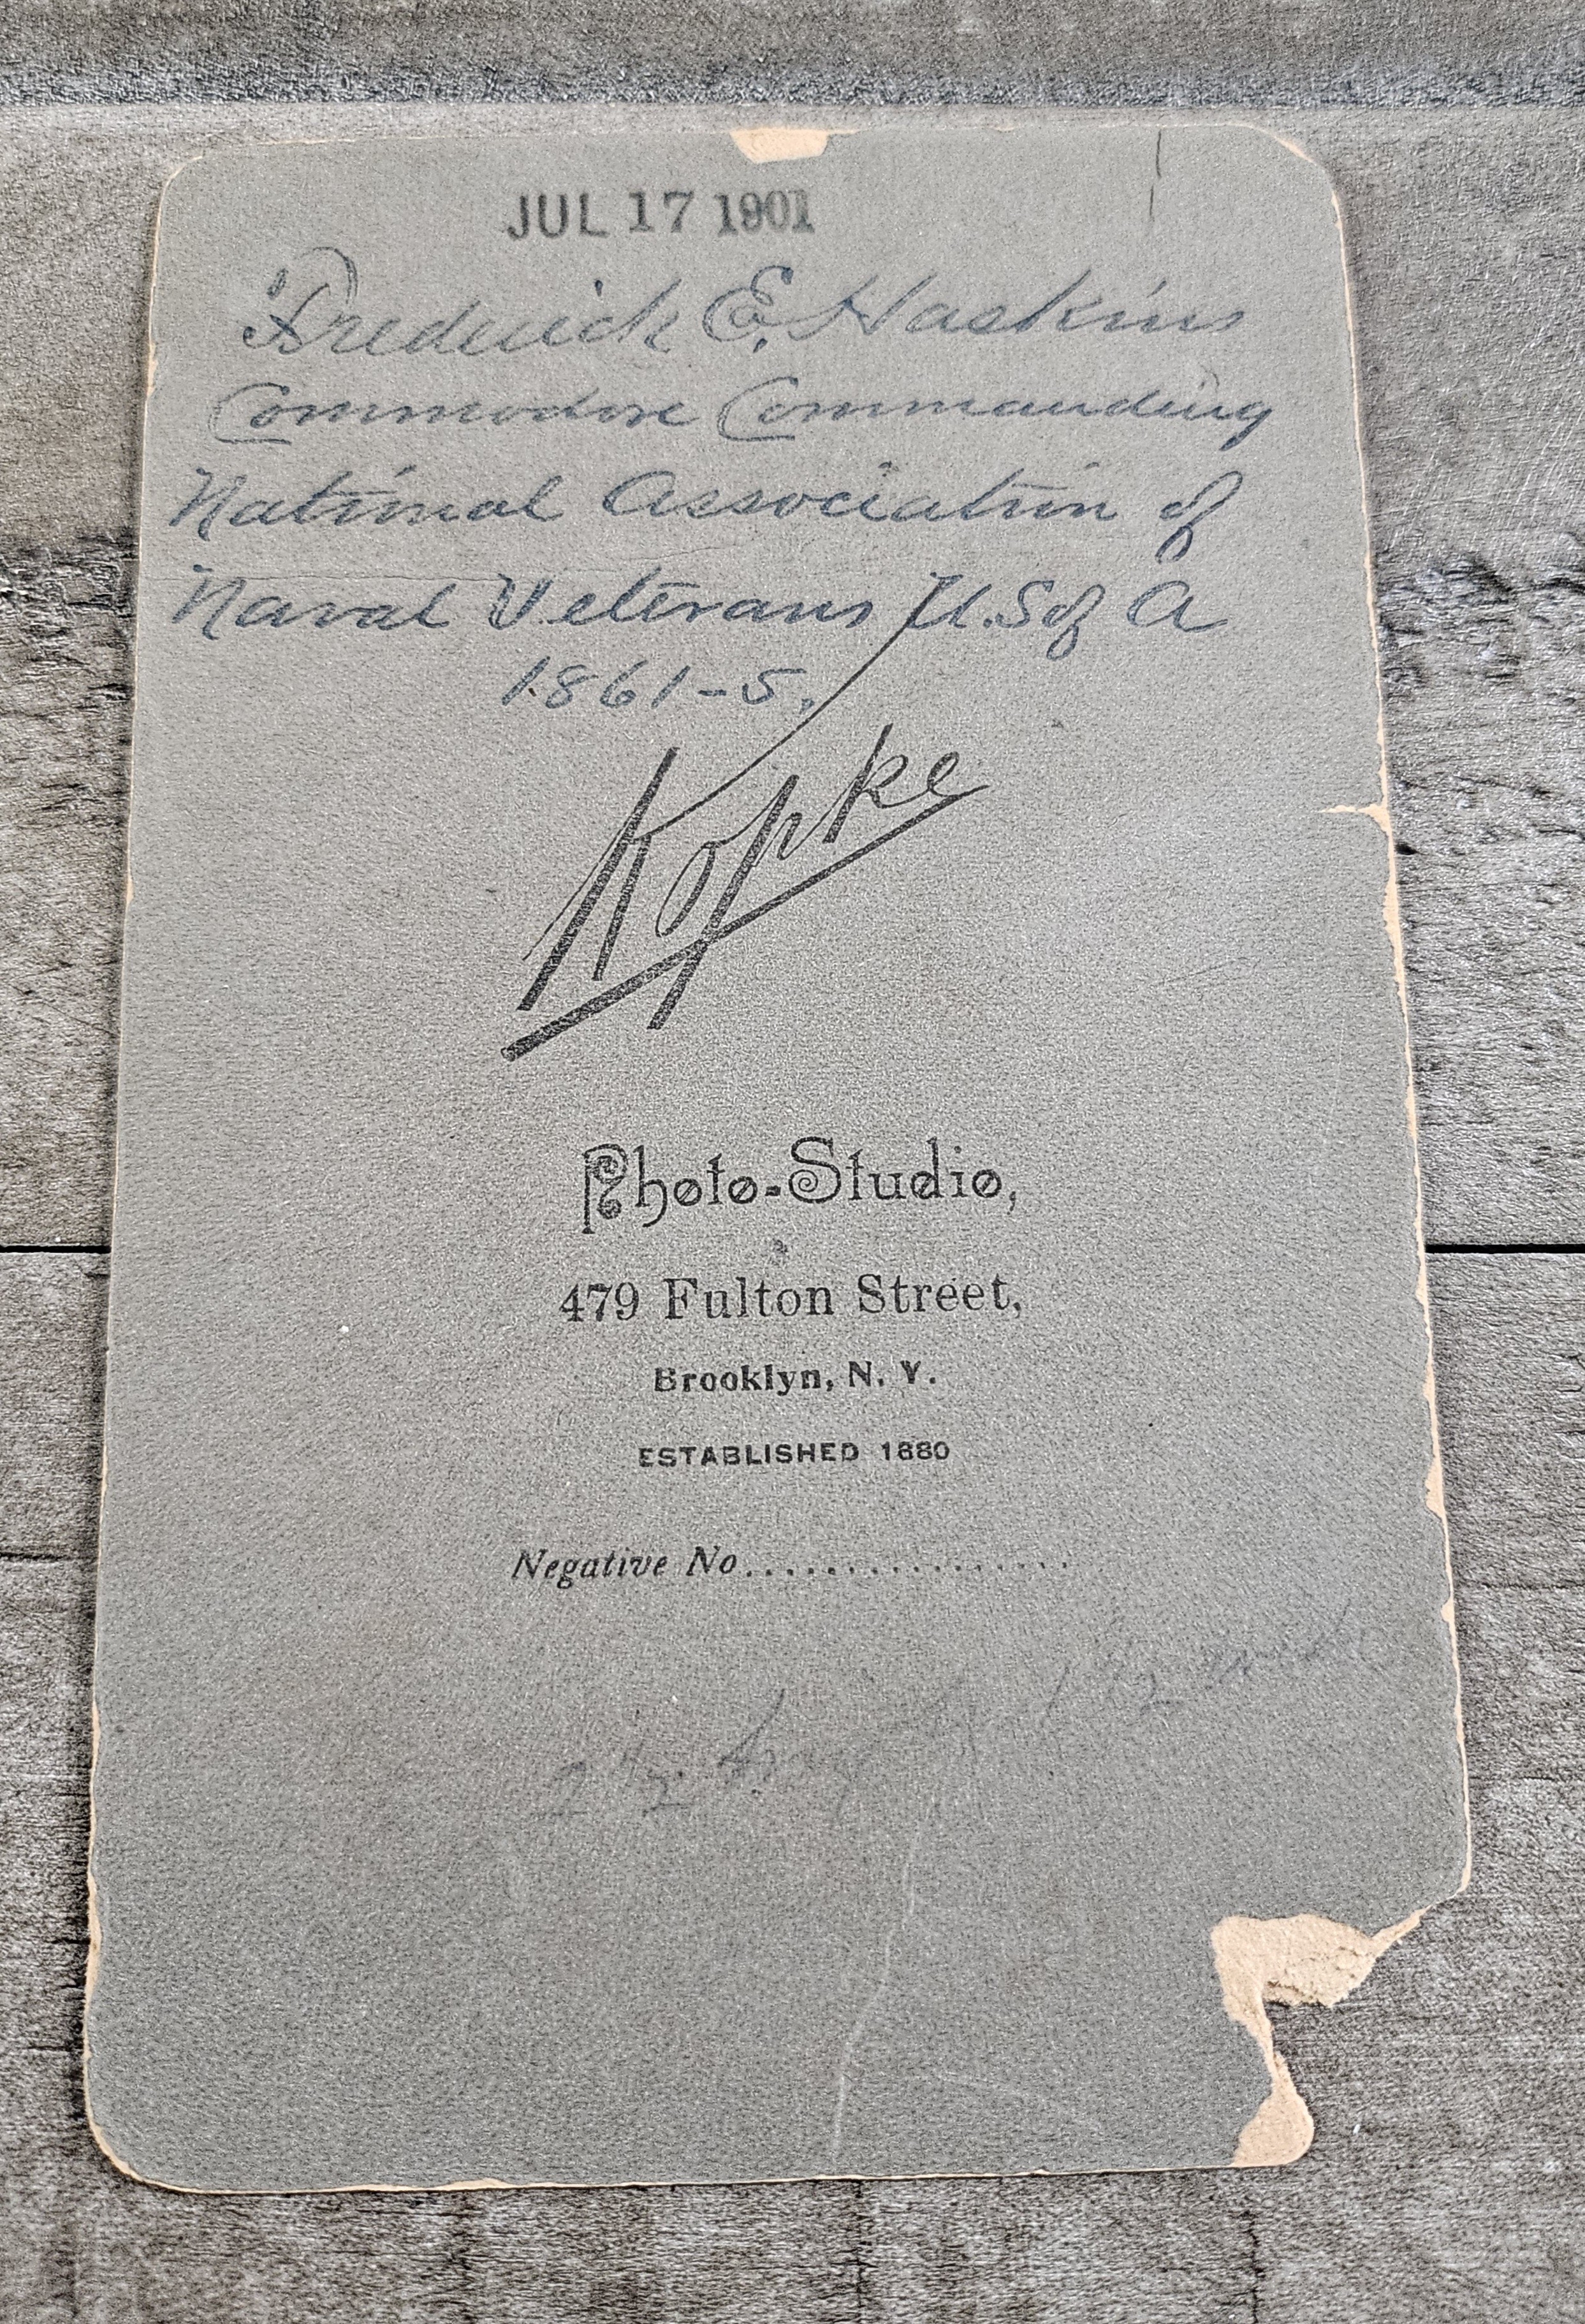 JUL 17 1901
Frederick E. Haskins
Commodore Commanding
National Association of
Naval Veterans U.S of A
1861-5.
Kopke
Photo-Studio,
479 Fulton Street,
Brooklyn, N. Y.
ESTABLISHED 1880
Negative No................